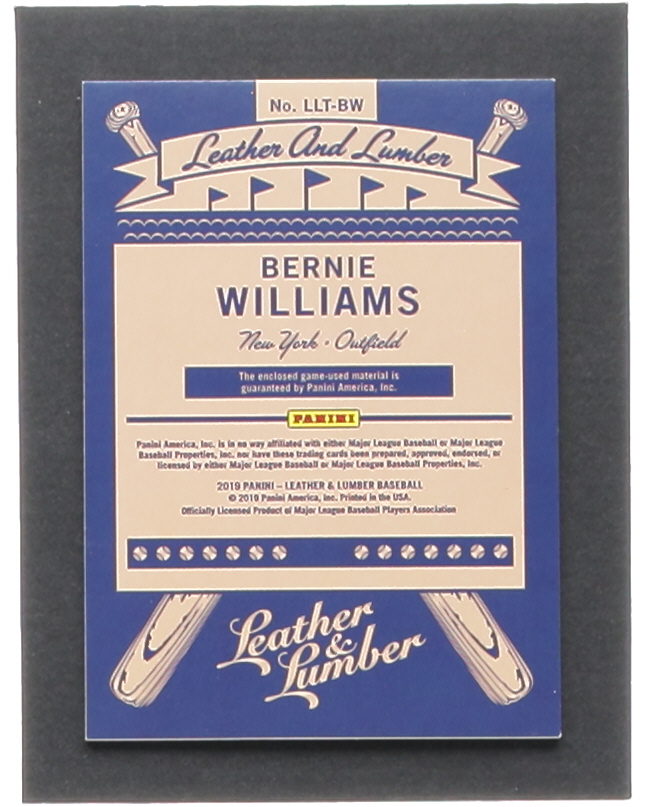 No. LLT-BW
Leather And Lumber
BERNIE
WILLIAMS
New York • Outfield
The enclosed game-used material is
guaranteed by Panini America, Inc.
PANINI
Panini America, Inc. is in no way affiliated with either Major League Baseball or Major League
Baseball Properties, Inc. nor have these trading cards been prepared, approved, endorsed, or
licensed by either Major League Baseball or Major League Baseball Properties, Inc.
2019 PANINI – LEATHER & LUMBER BASEBALL
© 2019 Panini America, Inc. Printed in the USA.
Officially Licensed Product of Major League Baseball Players Association
Leather
&
Lumber